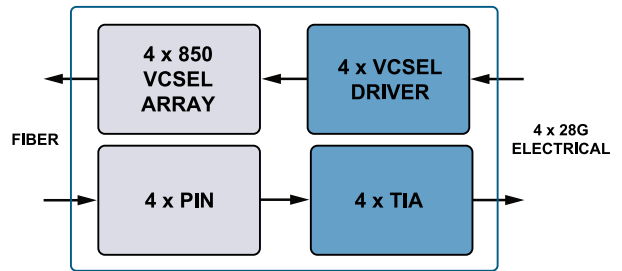 4 x 850
VCSEL
ARRAY
4 x VCSEL
DRIVER
FIBER
4 x 28G
ELECTRICAL
4 x PIN
4 x TIA